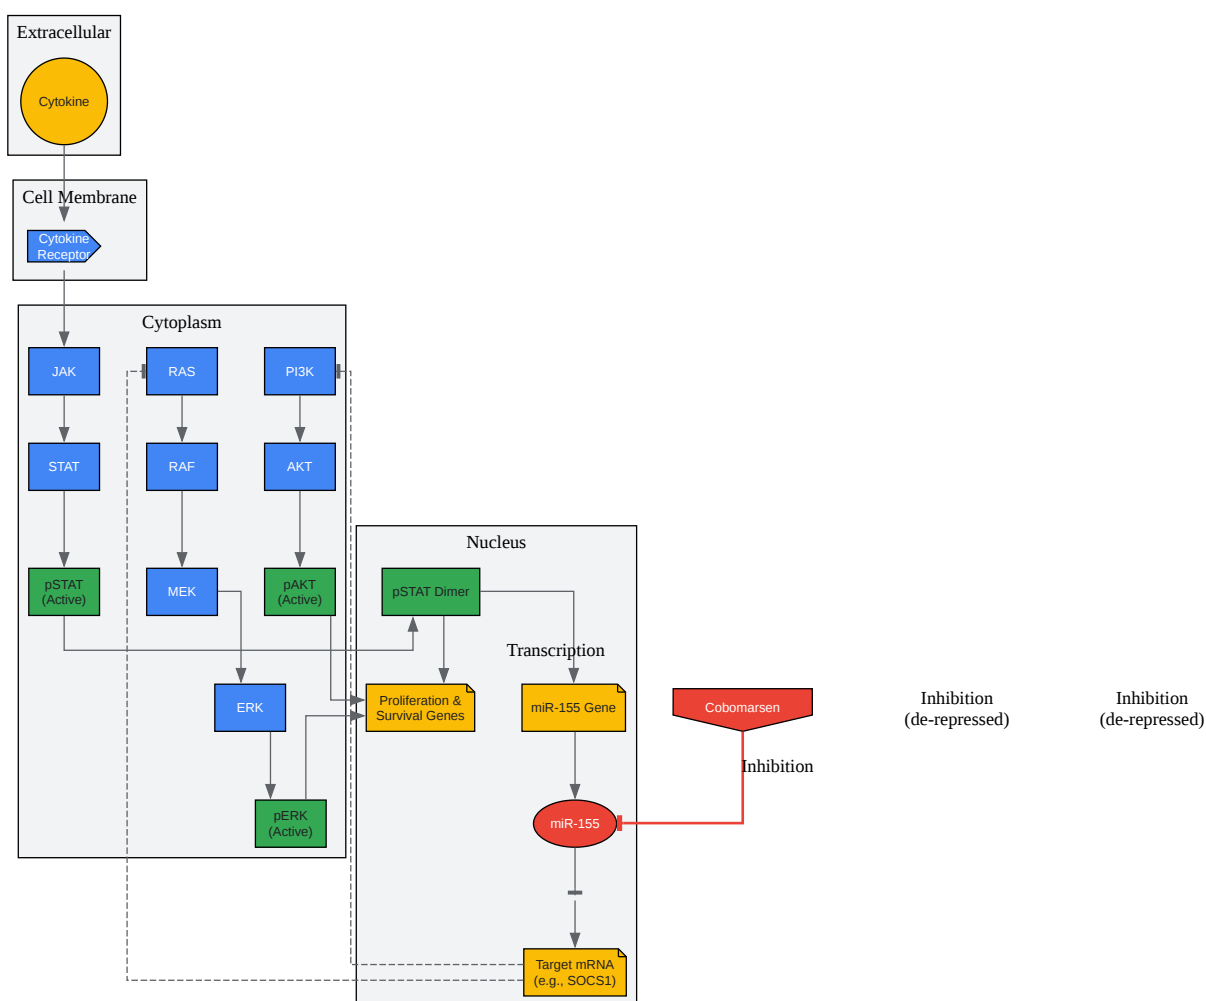 Extracellular
Cytokine
Cell Membrane
Cytokine
Receptor
Cytoplasm
JAK
RAS
PI3K
STAT
RAF
AKT
Nucleus
pSTAT
(Active)
MEK
pAKT
(Active)
pSTAT Dimer
Transcription
ERK
Proliferation &
Survival Genes
miR-155 Gene
Cobomarsen
Inhibition
(de-repressed)
Inhibition
(de-repressed)
Inhibition
pERK
(Active)
miR-155
Target mRNA
(e.g., SOCS1)